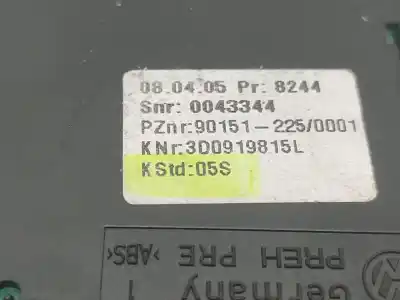 08.04.05 Pr: 8244
Snr: 0043344
PZnr:90151-225/0001
KNr:3D0919815L
KStd:05S
>ABS< PREH PRE
Germany 1